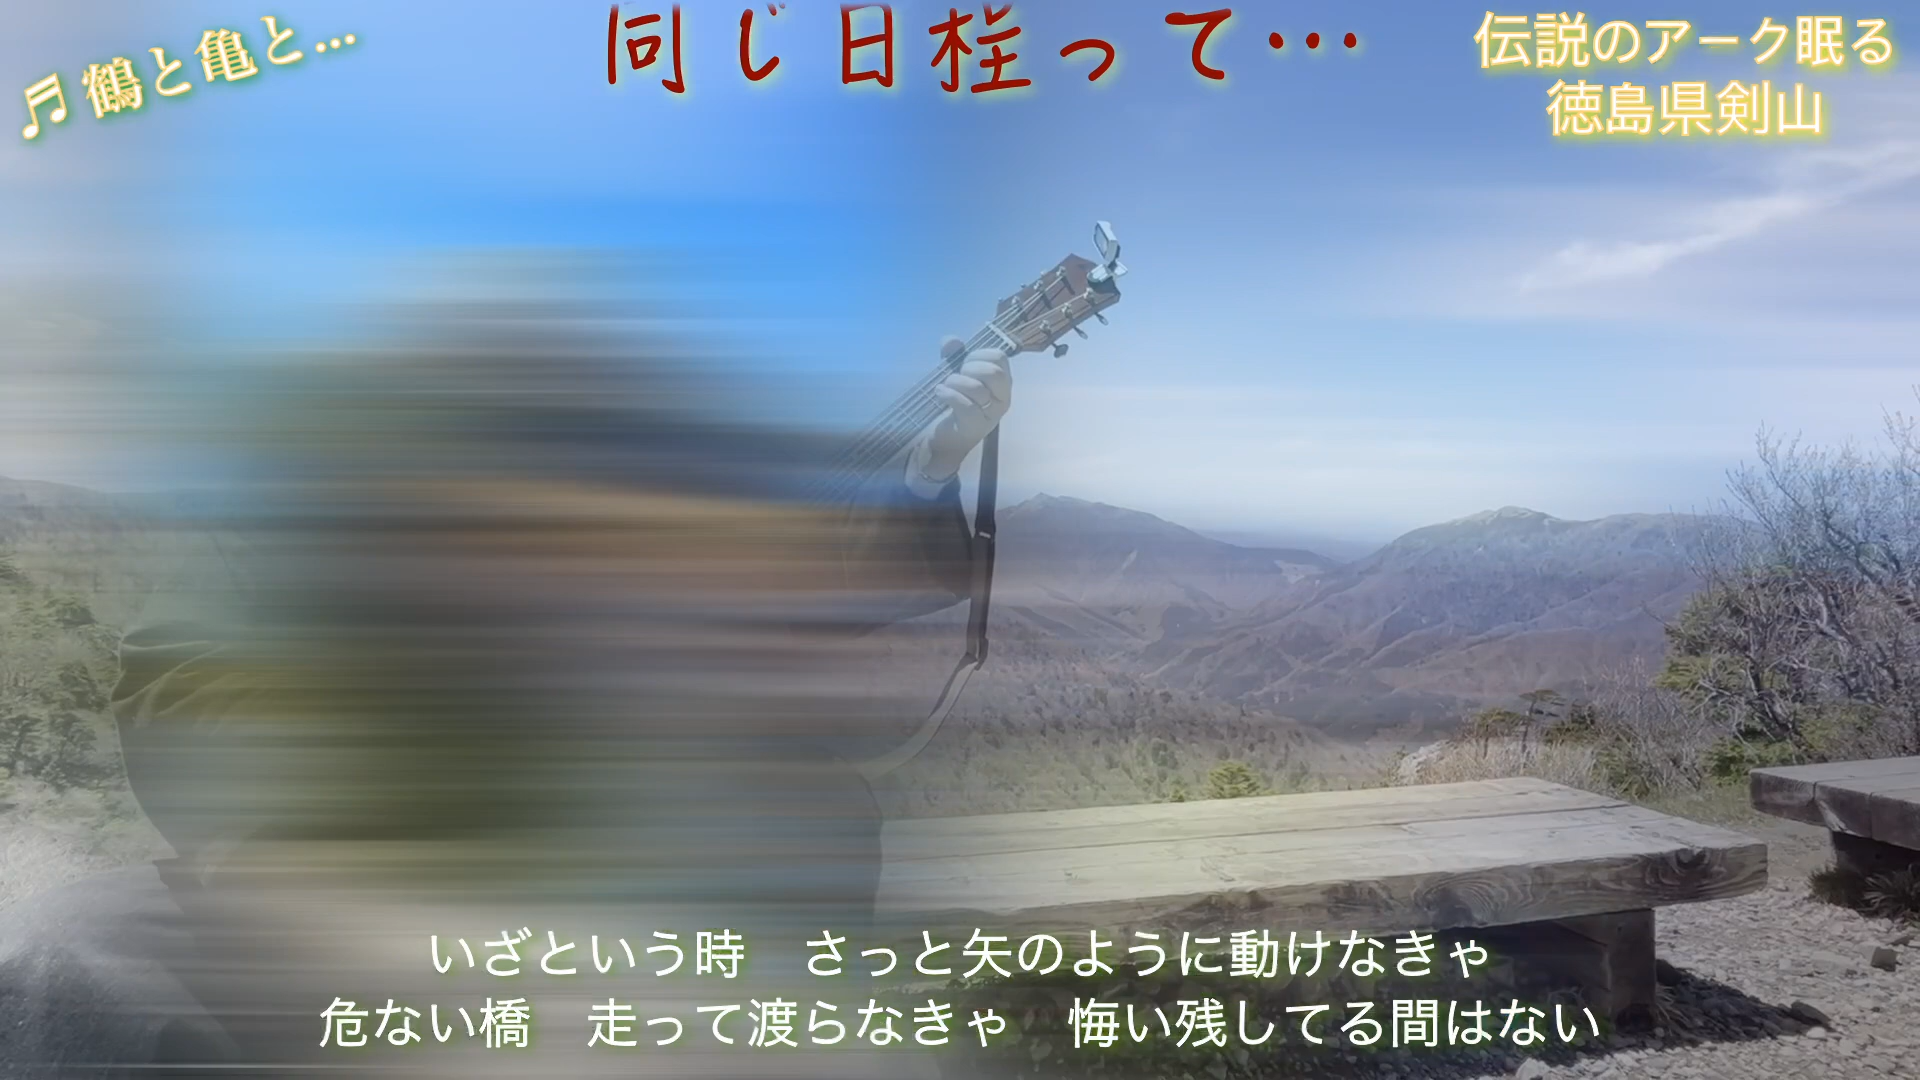 ♬鶴と亀と…
同じ日桎って…
伝説のアーク眠る
徳島県剣山
いざという時　さっと矢のように動けなきゃ
危ない橋　走って渡らなきゃ　悔い残してる間はない